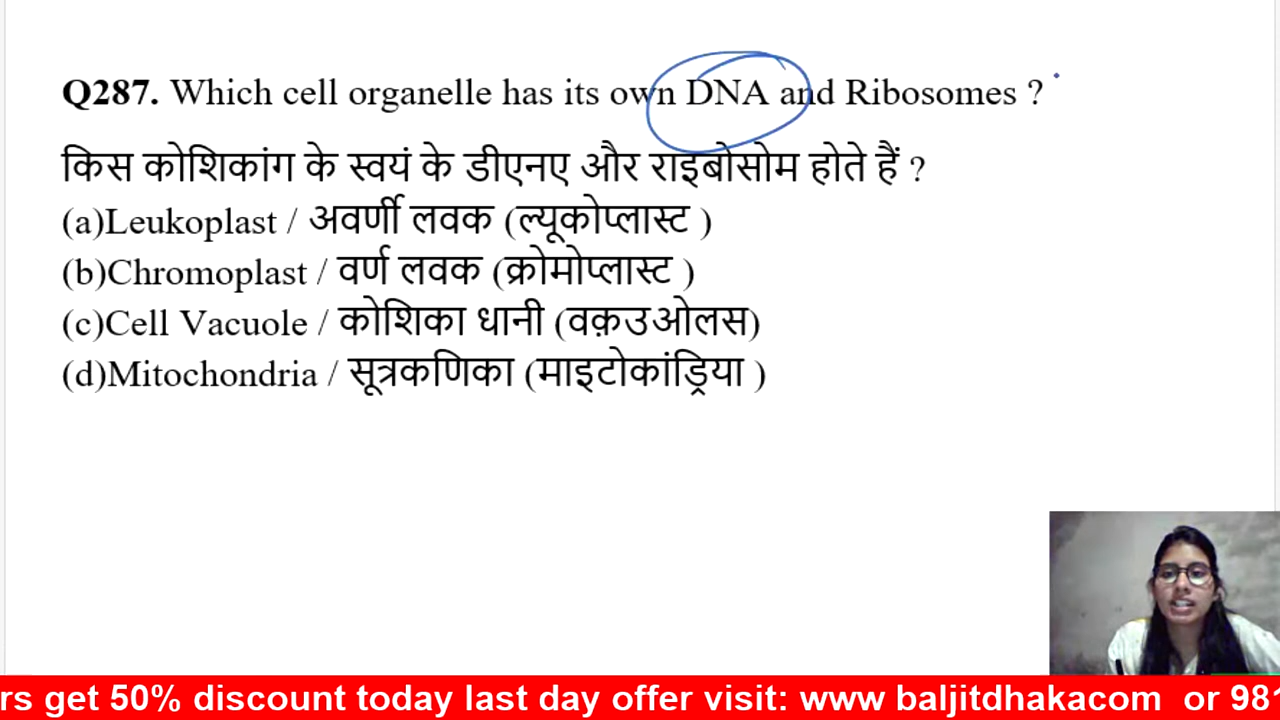 Q287. Which cell organelle has its own DNA and Ribosomes ?
किस कोशिकांग के स्वयं के डीएनए और राइबोसोम होते हैं ?
(a)Leukoplast / अवर्णी लवक (ल्यूकोप्लास्ट )
(b)Chromoplast / वर्ण लवक (क्रोमोप्लास्ट )
(c)Cell Vacuole / कोशिका धानी (वक़उओलस)
(d)Mitochondria / सूत्रकणिका (माइटोकांड्रिया )
rs get 50% discount today last day offer visit: www baljitdhakacom or 981